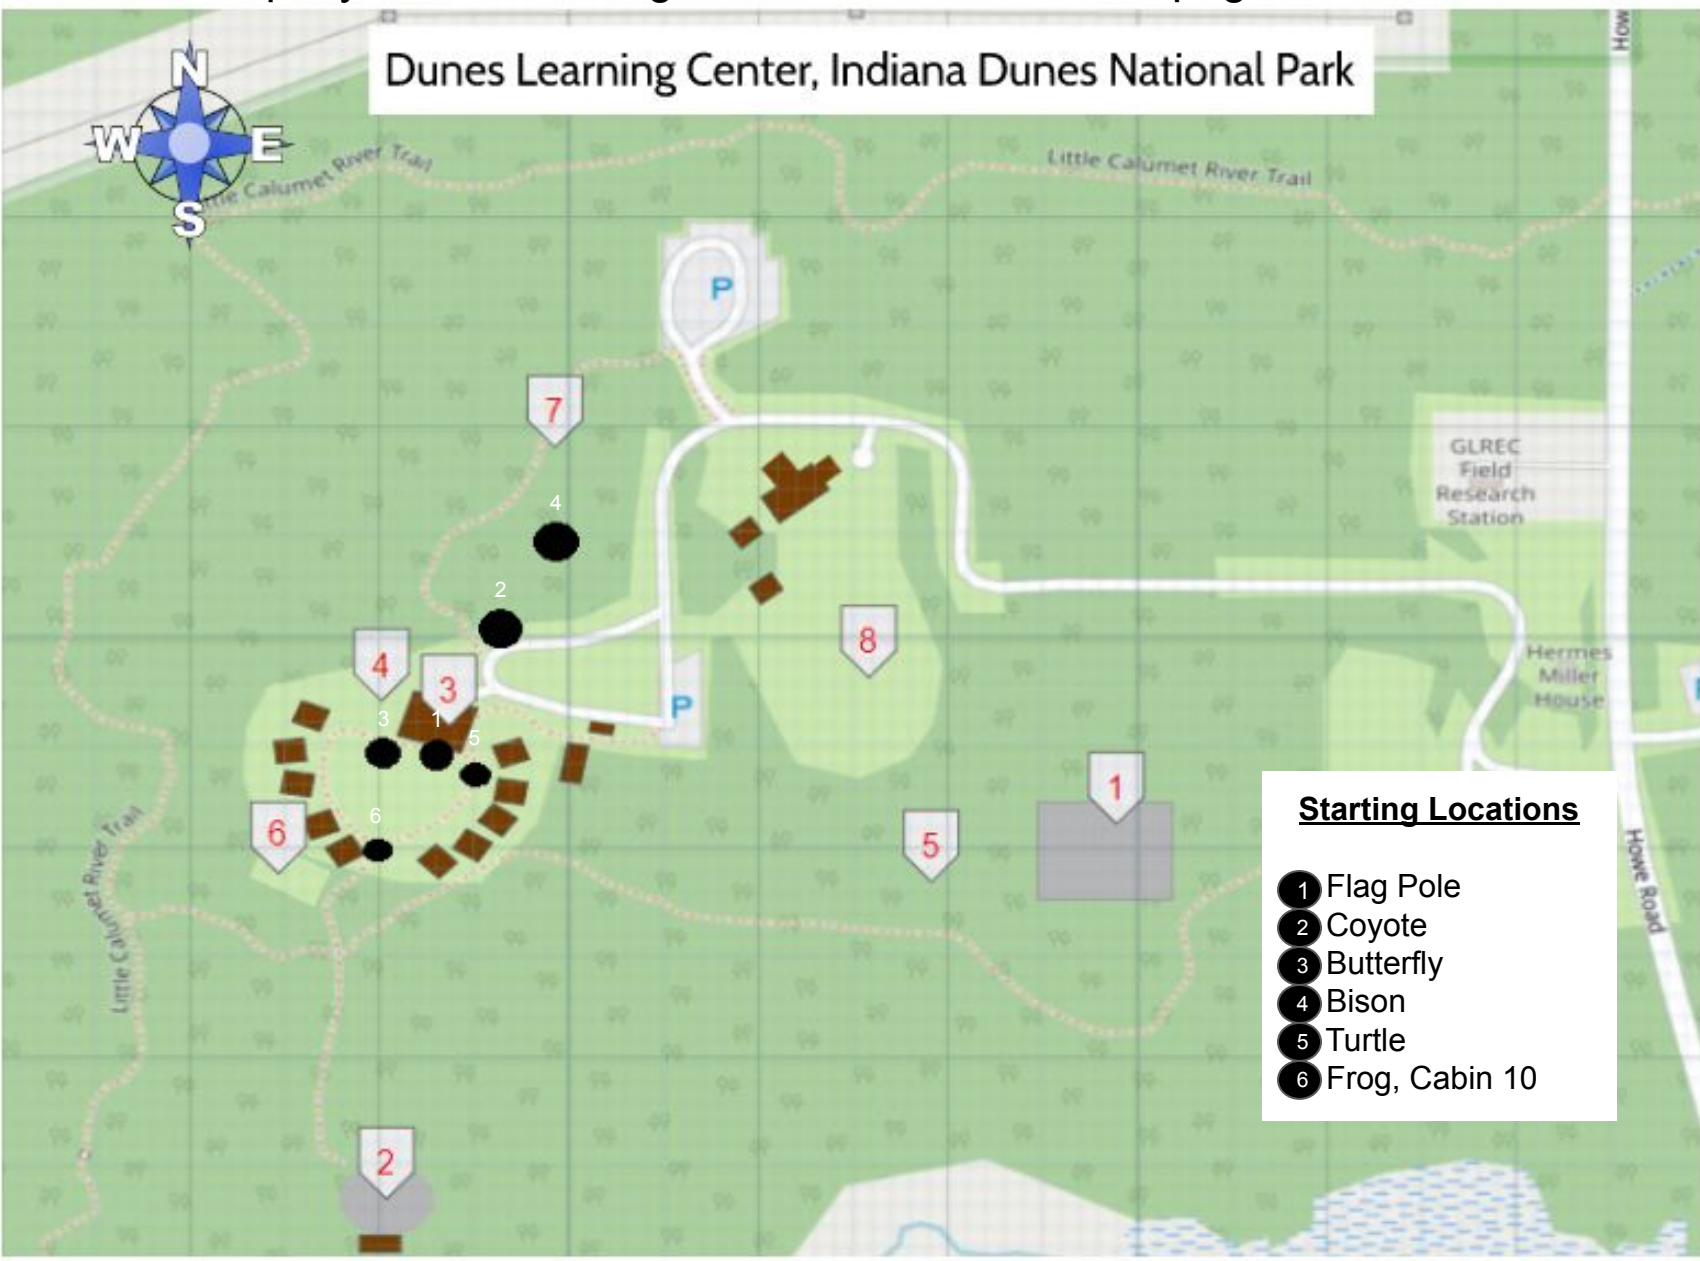 Dunes Learning Center, Indiana Dunes National Park
N
W E
S
Little Calumet River Trail
Little Calumet River Trail
How
P
7
GLREC
Field
Research
Station
4
2
8
4
3
Hermes
Miller
House
P
3
1
5
1
6
6
5
Little Calumet River Trail
Howe Road
2
Starting Locations
1 Flag Pole
2 Coyote
3 Butterfly
4 Bison
5 Turtle
6 Frog, Cabin 10